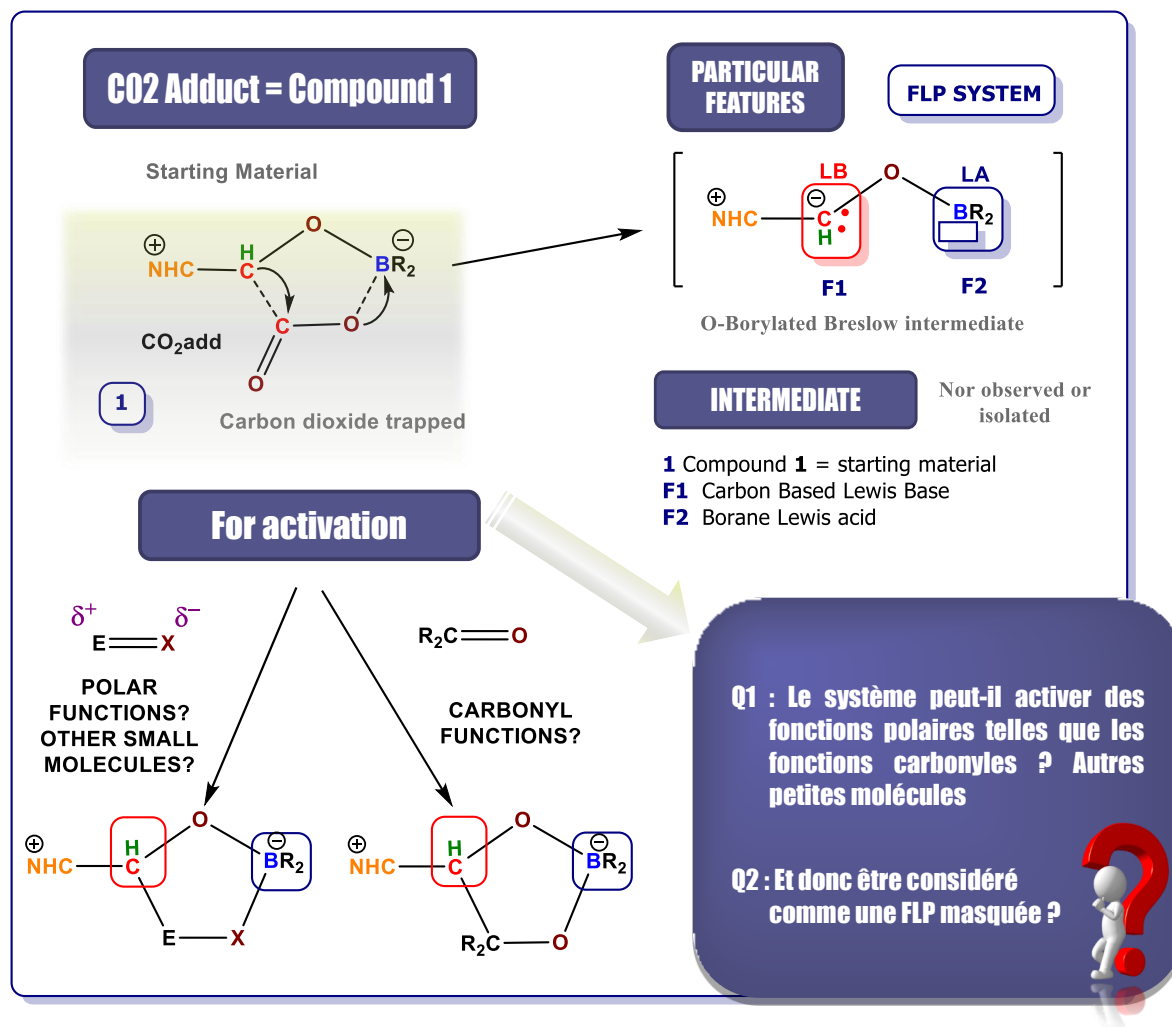 CO2 Adduct = Compound 1
PARTICULAR
FEATURES
FLP SYSTEM
Starting Material
⊕
NHC
H
C
O
⊖
BR2
C
O
O
CO2add
1
Carbon dioxide trapped
LB
O
LA
⊕
NHC
⊖
C
H
BR2
F1
F2
O-Borylated Breslow intermediate
INTERMEDIATE
Nor observed or
isolated
1 Compound 1 = starting material
F1 Carbon Based Lewis Base
F2 Borane Lewis acid
For activation
δ+
δ−
E
X
R2C
O
POLAR
FUNCTIONS?
OTHER SMALL
MOLECULES?
CARBONYL
FUNCTIONS?
⊕
NHC
H
C
O
⊖
BR2
E
X
⊕
NHC
H
C
O
⊖
BR2
R2C
O
Q1 : Le système peut-il activer des
fonctions polaires telles que les
fonctions carbonyles ? Autres
petites molécules
Q2 : Et donc être considéré
comme une FLP masquée ?
?